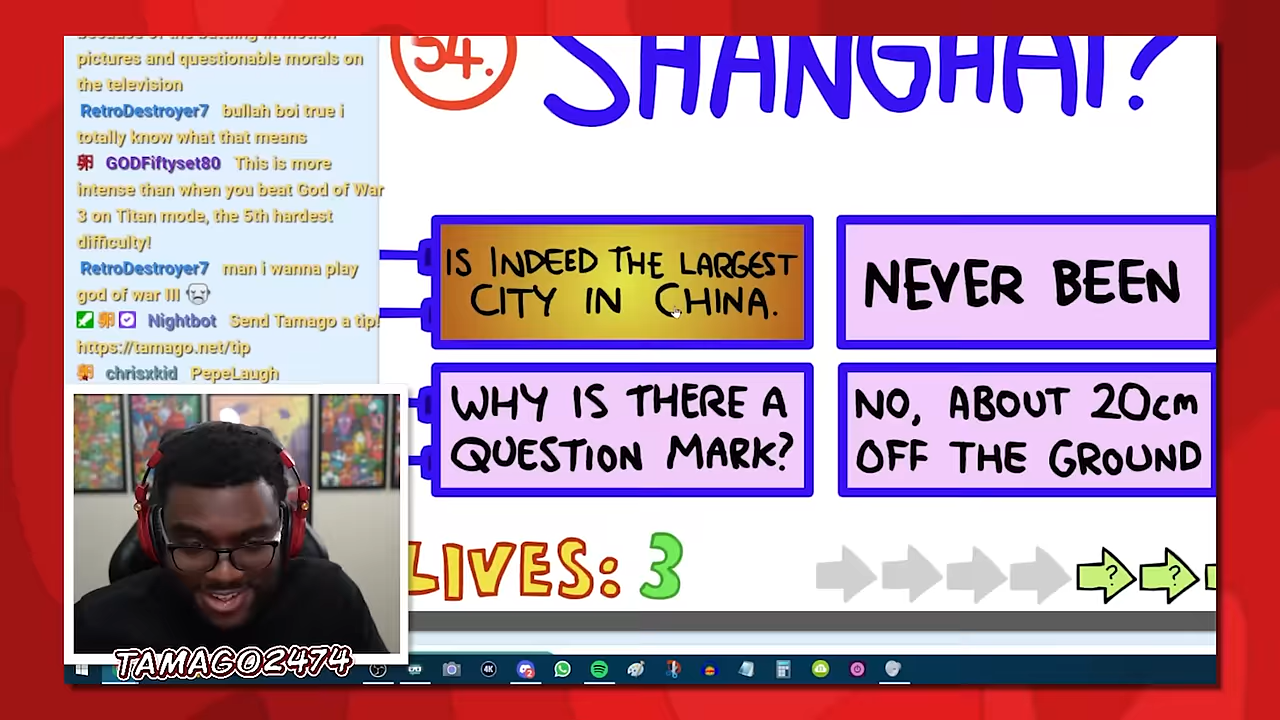 pictures and questionable morals on
the television
RetroDestroyer7 bullah boi true i
totally know what that means
卵 GODFiftyset80 This is more
intense than when you beat God of War
3 on Titan mode, the 5th hardest
difficulty!
RetroDestroyer7 man i wanna play
god of war III
卵 Nightbot Send Tamago a tip!
https://tamago.net/tip
chrisxkid PepeLaugh
54.
SHANGHAI?
IS INDEED THE LARGEST
CITY IN CHINA.
NEVER BEEN
WHY IS THERE A
QUESTION MARK?
NO, ABOUT 20cm
OFF THE GROUND
LIVES: 3
? ?
TAMAGO2474
4K
2